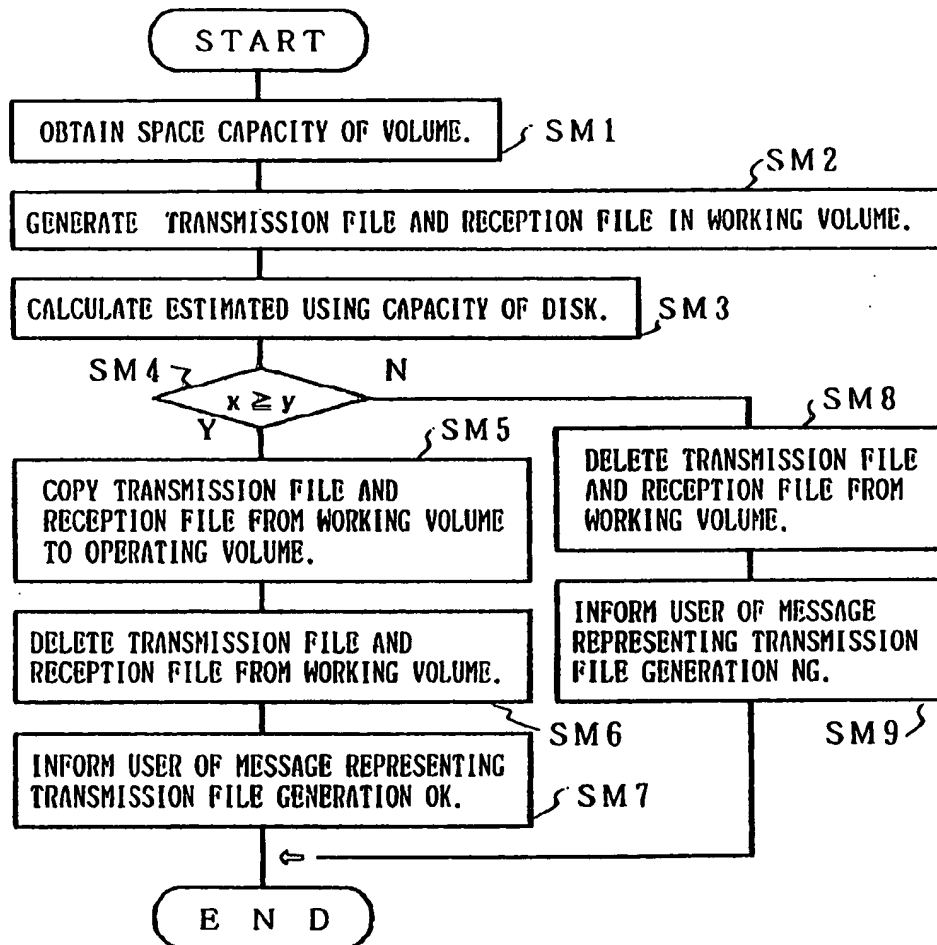 START
OBTAIN SPACE CAPACITY OF VOLUME.
SM1
SM2
GENERATE TRANSMISSION FILE AND RECEPTION FILE IN WORKING VOLUME.
CALCULATE ESTIMATED USING CAPACITY OF DISK.
SM3
SM4
x ≧ y
N
Y
SM5
COPY TRANSMISSION FILE AND
RECEPTION FILE FROM WORKING VOLUME
TO OPERATING VOLUME.
DELETE TRANSMISSION FILE AND
RECEPTION FILE FROM WORKING VOLUME.
SM6
INFORM USER OF MESSAGE REPRESENTING
TRANSMISSION FILE GENERATION OK.
SM7
SM8
DELETE TRANSMISSION FILE
AND RECEPTION FILE FROM
WORKING VOLUME.
INFORM USER OF MESSAGE
REPRESENTING TRANSMISSION
FILE GENERATION NG.
SM9
END